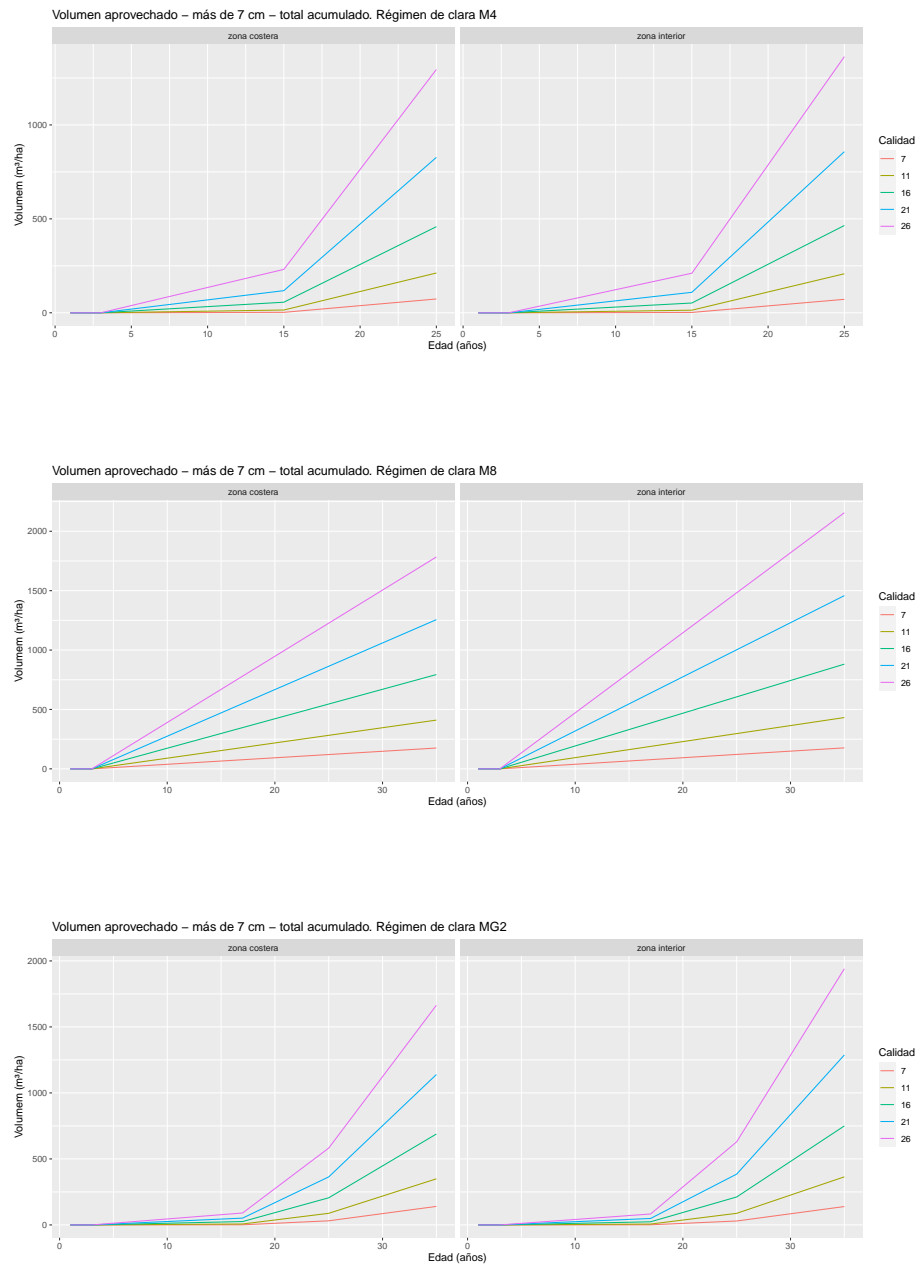 Volumen aprovechado − más de 7 cm − total acumulado. Régimen de clara M4
zona costera
zona interior
Volumem (m³/ha)
1000
500
0
0 5 10 15 20 25
0 5 10 15 20 25
Edad (años)
Calidad
7
11
16
21
26
Volumen aprovechado − más de 7 cm − total acumulado. Régimen de clara M8
zona costera
zona interior
Volumem (m³/ha)
2000
1500
1000
500
0
0 10 20 30
0 10 20 30
Edad (años)
Calidad
7
11
16
21
26
Volumen aprovechado − más de 7 cm − total acumulado. Régimen de clara MG2
zona costera
zona interior
Volumem (m³/ha)
2000
1500
1000
500
0
0 10 20 30
0 10 20 30
Edad (años)
Calidad
7
11
16
21
26